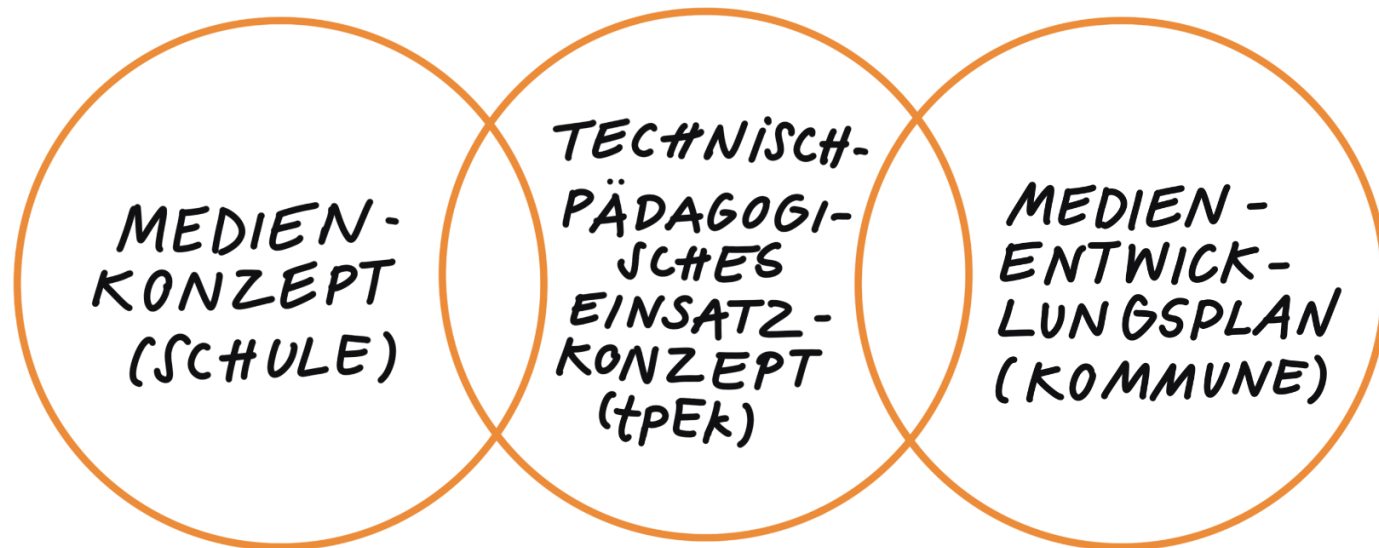 MEDIEN-
KONZEPT
(SCHULE)
TECHNiSCH-
PÄDAGOGI-
SCHES
EINSATZ-
KONZEPT
(tpEk)
MEDIEN-
ENTWICK-
LUNGSPLAN
(KOMMUNE)